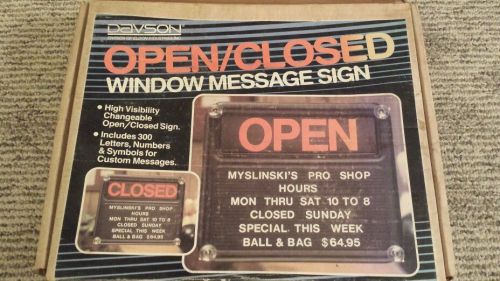 DAVSON
OPEN/CLOSED
WINDOW MESSAGE SIGN
• High Visibility
Changeable
Open/Closed Sign.
• Includes 300
Letters, Numbers
& Symbols for
Custom Messages.
OPEN
MYSLINSKI'S PRO SHOP
HOURS
MON THRU SAT 10 TO 8
CLOSED SUNDAY
SPECIAL THIS WEEK
BALL & BAG $64.95
CLOSED
MYSLINSKI'S PRO SHOP
HOURS
MON THRU SAT 10 TO 8
CLOSED SUNDAY
SPECIAL THIS WEEK
BALL & BAG $64.95